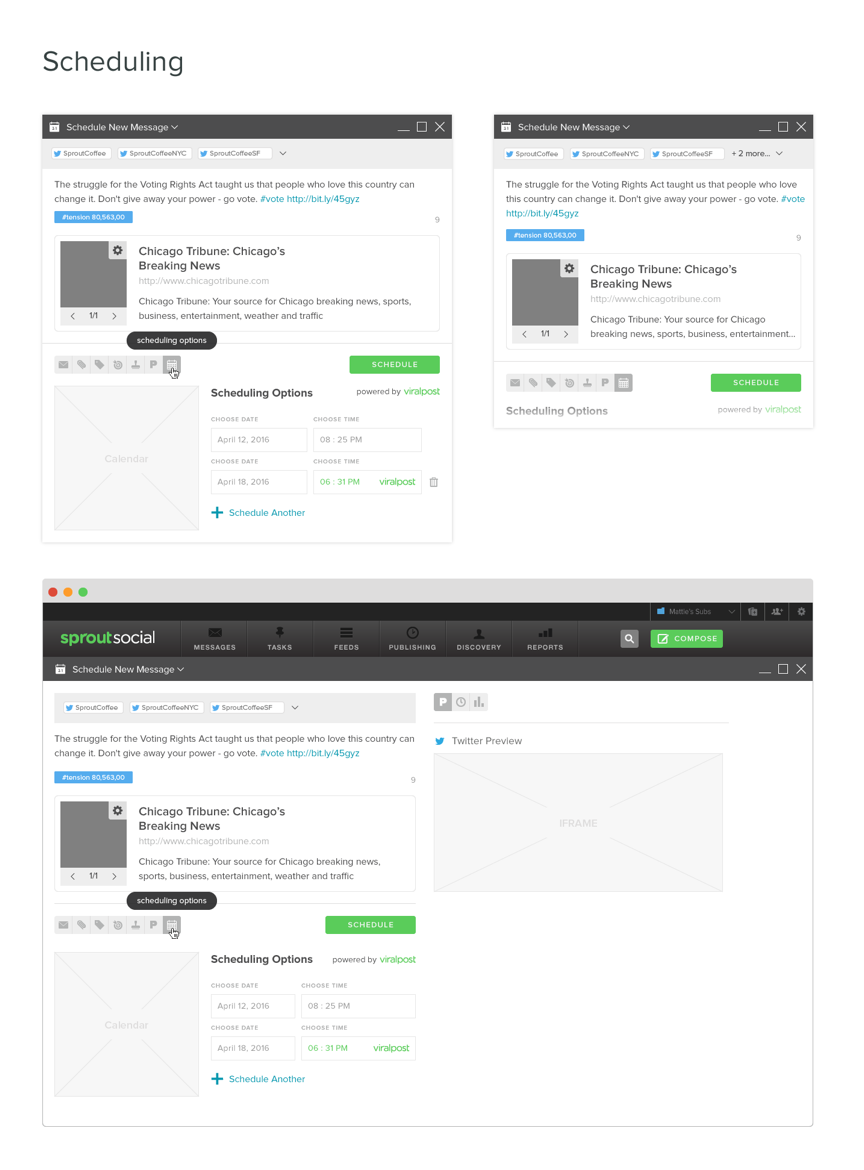 Scheduling
31 Schedule New Message
SproutCoffee SproutCoffeeNYC SproutCoffeeSF
The struggle for the Voting Rights Act taught us that people who love this country can
change it. Don't give away your power - go vote. #vote http://bit.ly/45gyz
#tension 80,563,00
9
Chicago Tribune: Chicago's
Breaking News
http://www.chicagotribune.com
Chicago Tribune: Your source for Chicago breaking news, sports,
business, entertainment, weather and traffic
1/1
scheduling options
P
SCHEDULE
Scheduling Options powered by viralpost
CHOOSE DATE CHOOSE TIME
April 12, 2016 08 : 25 PM
CHOOSE DATE CHOOSE TIME
April 18, 2016 06 : 31 PM viralpost
Schedule Another
Calendar
31 Schedule New Message
SproutCoffee SproutCoffeeNYC SproutCoffeeSF + 2 more...
The struggle for the Voting Rights Act taught us that people who love
this country can change it. Don't give away your power - go vote. #vote
http://bit.ly/45gyz
#tension 80,563,00
9
Chicago Tribune: Chicago's
Breaking News
http://www.chicagotribune.com
Chicago Tribune: Your source for Chicago
breaking news, sports, business, entertainment...
1/1
P
SCHEDULE
Scheduling Options powered by viralpost
Mattie's Subs
sproutsocial
MESSAGES TASKS FEEDS PUBLISHING DISCOVERY REPORTS
COMPOSE
31 Schedule New Message
SproutCoffee SproutCoffeeNYC SproutCoffeeSF
The struggle for the Voting Rights Act taught us that people who love this country can
change it. Don't give away your power - go vote. #vote http://bit.ly/45gyz
#tension 80,563,00
9
Chicago Tribune: Chicago's
Breaking News
http://www.chicagotribune.com
Chicago Tribune: Your source for Chicago breaking news,
sports, business, entertainment, weather and traffic
1/1
scheduling options
P
SCHEDULE
Scheduling Options powered by viralpost
CHOOSE DATE CHOOSE TIME
April 12, 2016 08 : 25 PM
CHOOSE DATE CHOOSE TIME
April 18, 2016 06 : 31 PM viralpost
Schedule Another
Calendar
P
Twitter Preview
IFRAME